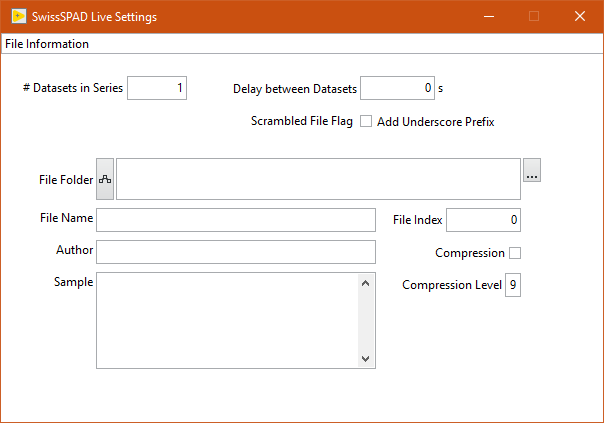 SwissSPAD Live Settings
File Information
# Datasets in Series 1 Delay between Datasets 0 s
Scrambled File Flag Add Underscore Prefix
File Folder ...
File Name File Index 0
Author Compression
Sample Compression Level 9